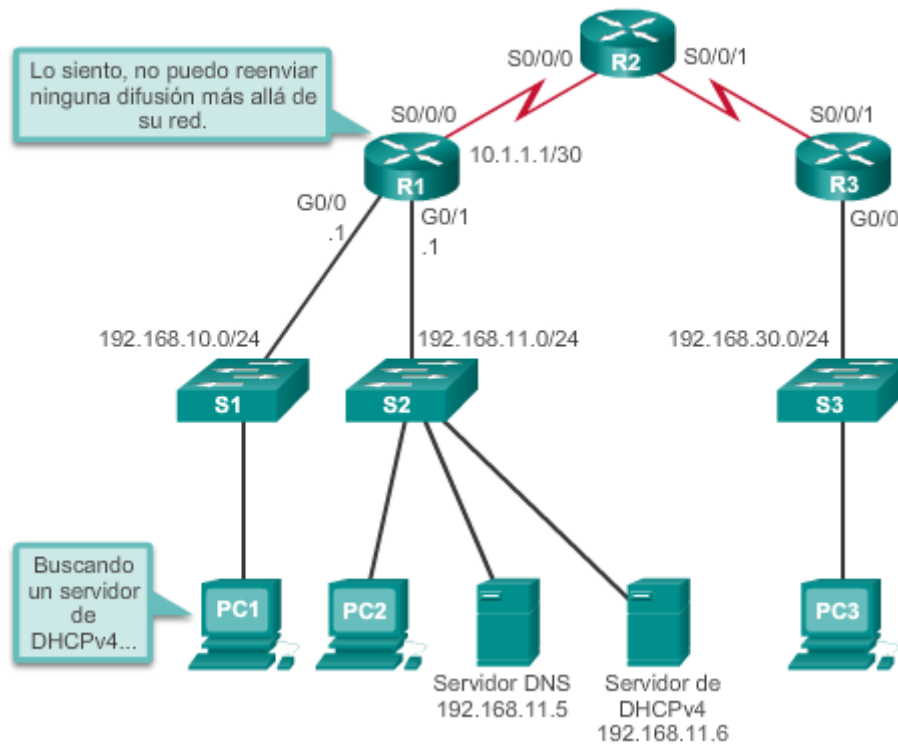 Lo siento, no puedo reenviar
ninguna difusión más allá de
su red.
S0/0/0
R2
S0/0/1
S0/0/0
S0/0/1
10.1.1.1/30
R1
R3
G0/0
.1
G0/1
.1
G0/0
192.168.10.0/24
192.168.11.0/24
192.168.30.0/24
S1
S2
S3
Buscando
un servidor
de
DHCPv4...
PC1
PC2
PC3
Servidor DNS
192.168.11.5
Servidor de
DHCPv4
192.168.11.6